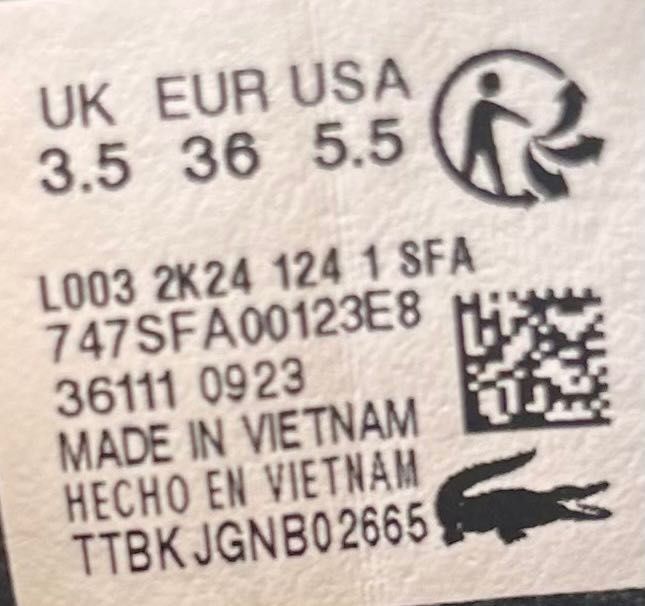 UK EUR USA
3.5 36 5.5
L003 2K24 124 1 SFA
747SFA00123E8
36111 0923
MADE IN VIETNAM
HECHO EN VIETNAM
TTBKJGNB02665